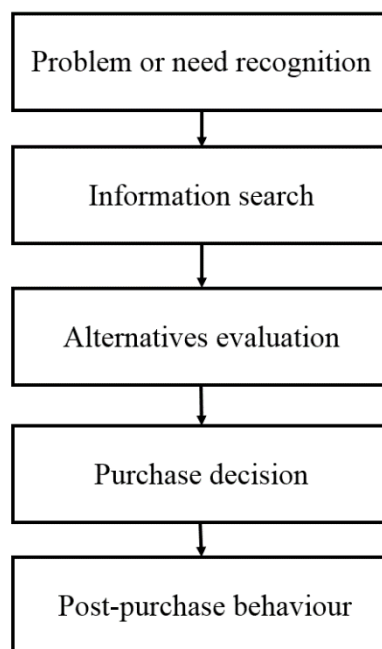 Problem or need recognition
Information search
Alternatives evaluation
Purchase decision
Post-purchase behaviour